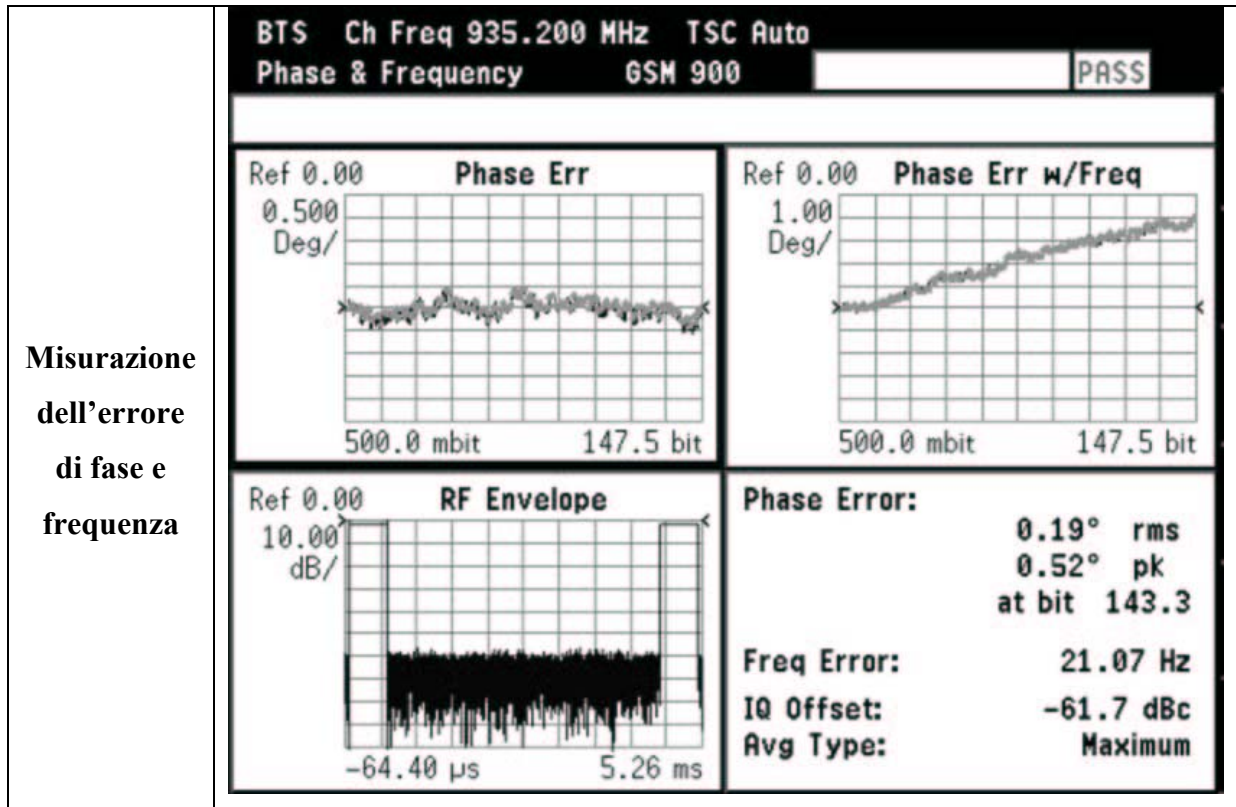 Misurazione
dell'errore
di fase e
frequenza
BTS Ch Freq 935.200 MHz TSC Auto
Phase & Frequency GSM 900 PASS
Ref 0.00 Phase Err
0.500
Deg/
500.0 mbit 147.5 bit
Ref 0.00 Phase Err w/Freq
1.00
Deg/
500.0 mbit 147.5 bit
Ref 0.00 RF Envelope
10.00
dB/
-64.40 µs 5.26 ms
Phase Error:
0.19° rms
0.52° pk
at bit 143.3
Freq Error: 21.07 Hz
IQ Offset: -61.7 dBc
Avg Type: Maximum